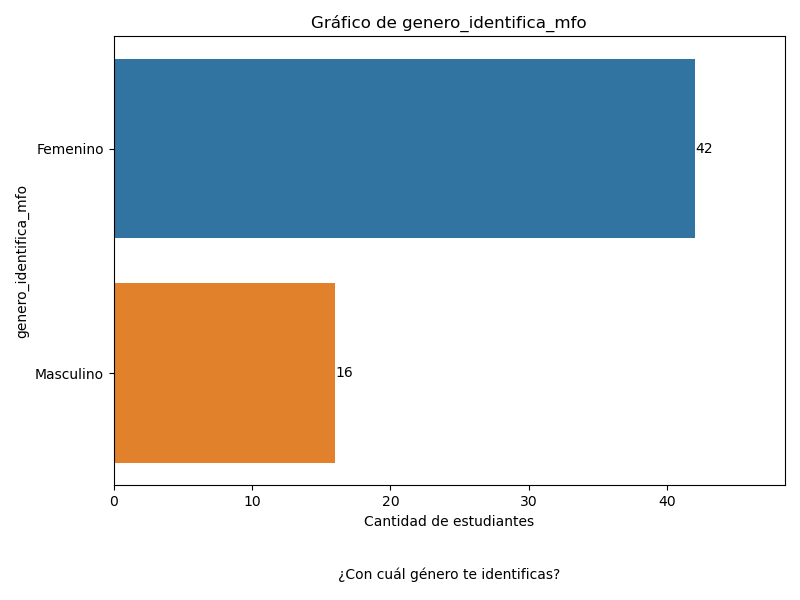 Gráfico de genero_identifica_mfo
genero_identifica_mfo
Femenino
42
Masculino
16
0 10 20 30 40
Cantidad de estudiantes
¿Con cuál género te identificas?